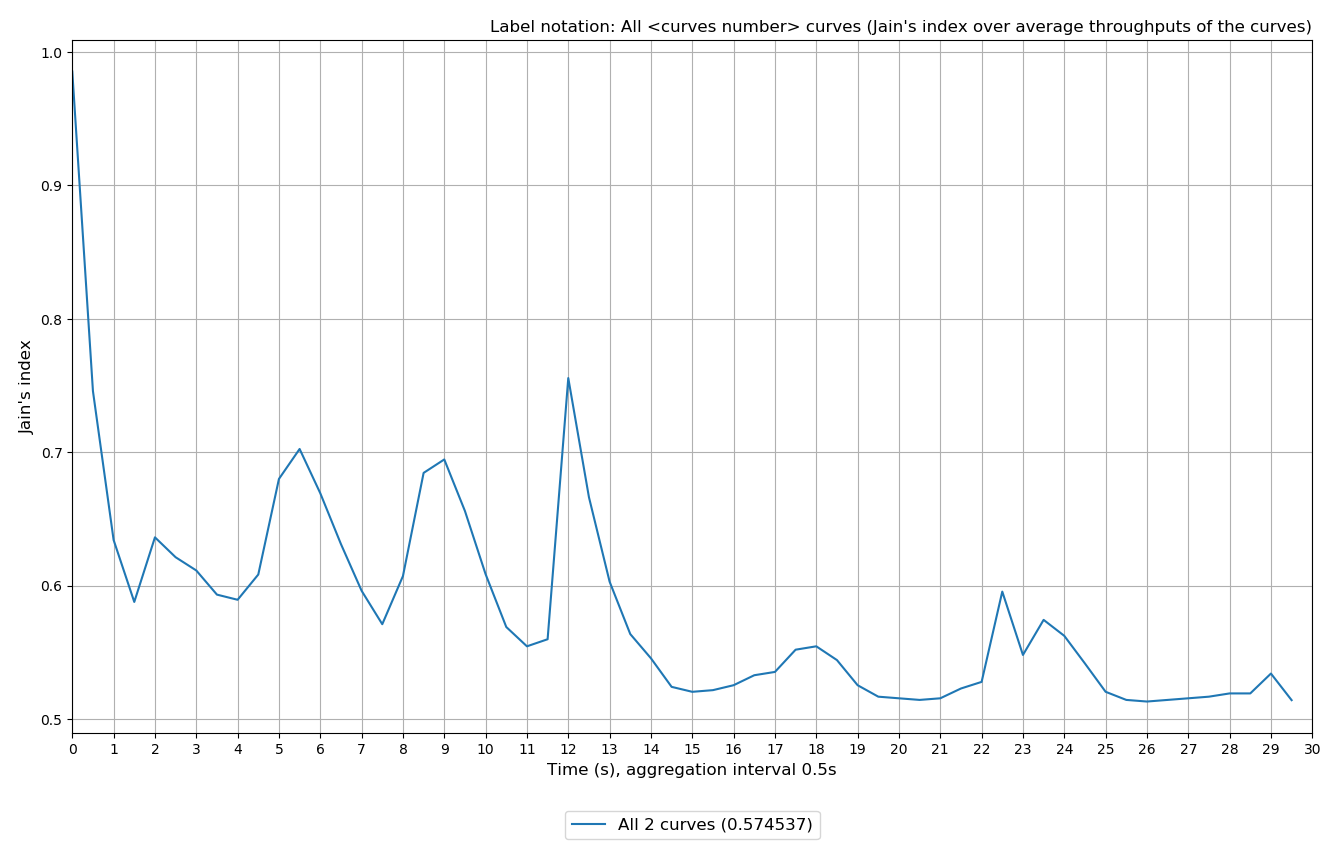 Label notation: All <curves number> curves (Jain's index over average throughputs of the curves)
1.0
0.9
0.8
0.7
0.6
0.5
Jain's index
0 1 2 3 4 5 6 7 8 9 10 11 12 13 14 15 16 17 18 19 20 21 22 23 24 25 26 27 28 29 30
Time (s), aggregation interval 0.5s
All 2 curves (0.574537)